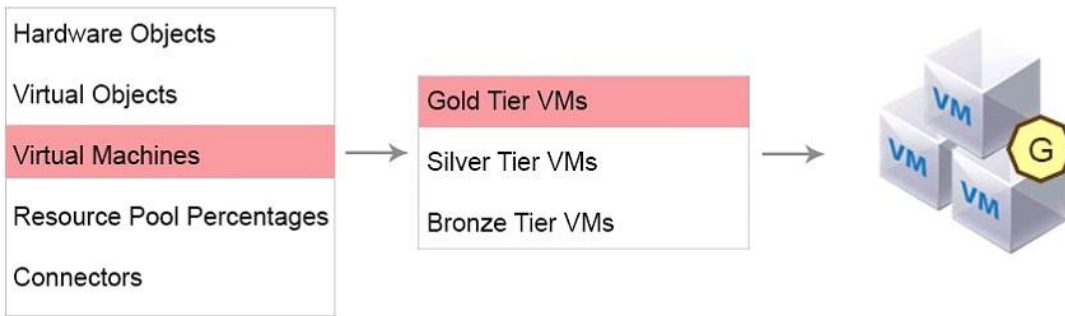 Hardware Objects
Virtual Objects
Virtual Machines
Resource Pool Percentages
Connectors
Gold Tier VMs
Silver Tier VMs
Bronze Tier VMs
VM
VM
VM
G